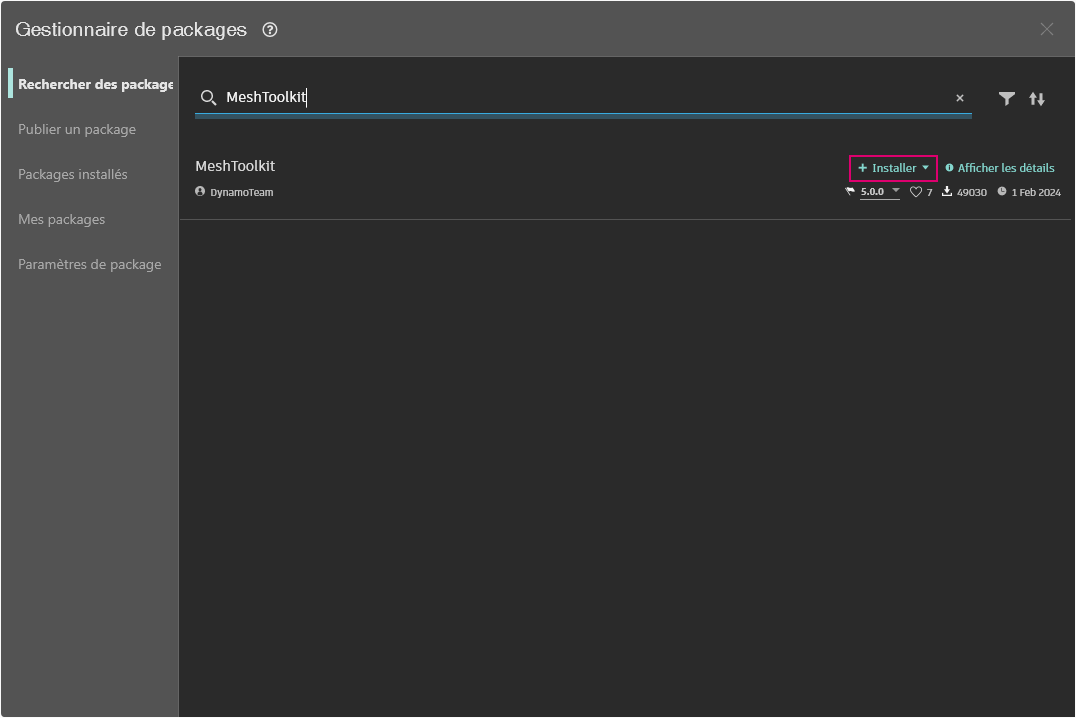 Gestionnaire de packages
Rechercher des package
Publier un package
Packages installés
Mes packages
Paramètres de package
MeshToolkit
MeshToolkit
+ Installer
Afficher les détails
DynamoTeam
5.0.0 7 49030 1 Feb 2024